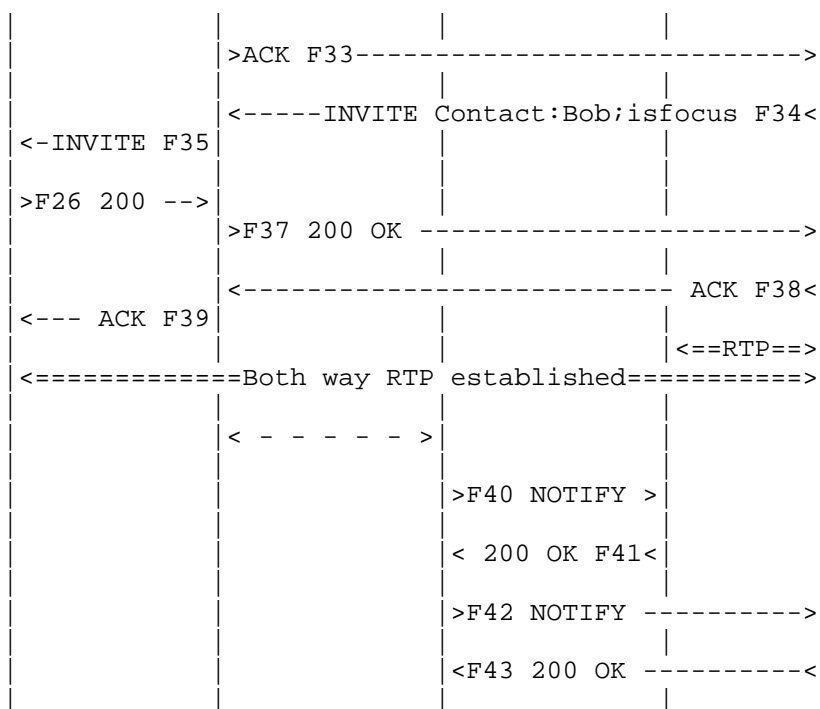 >ACK F33----------------------------->
<-----INVITE Contact:Bob;isfocus F34<
<-INVITE F35
>F26 200 -->
>F37 200 OK ------------------------>
<--------------------------- ACK F38<
<--- ACK F39
<==RTP==>
<=============Both way RTP established===========>
< - - - - - >
>F40 NOTIFY >
< 200 OK F41<
>F42 NOTIFY ---------->
<F43 200 OK ----------<